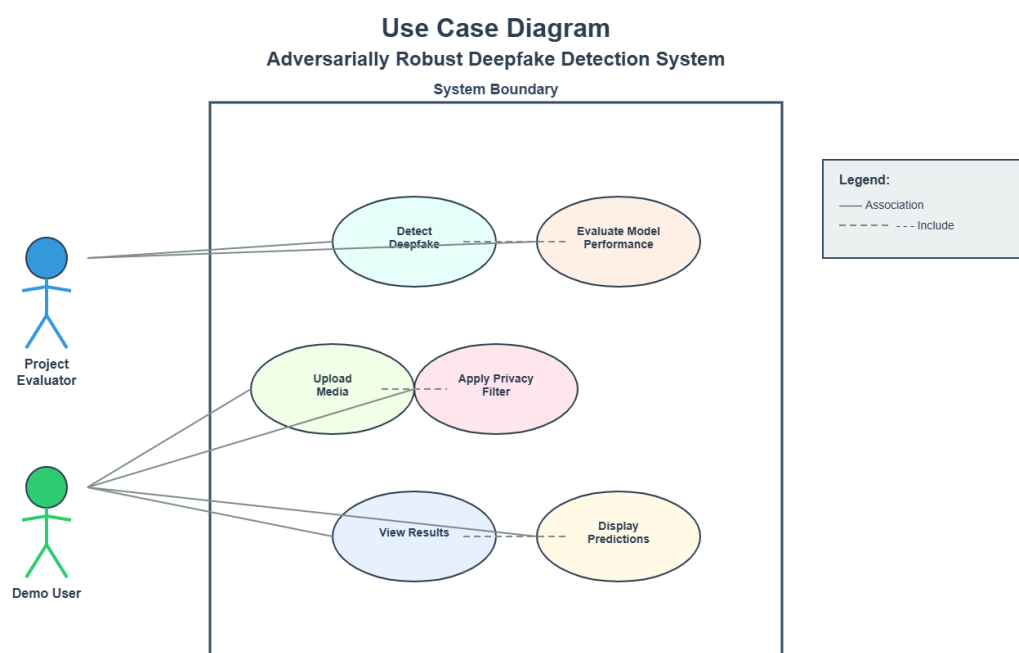 Use Case Diagram
Adversarially Robust Deepfake Detection System
System Boundary
Legend:
Association
- - - Include
Detect
Deepfake
Evaluate Model
Performance
Project
Evaluator
Upload
Media
Apply Privacy
Filter
View Results
Display
Predictions
Demo User